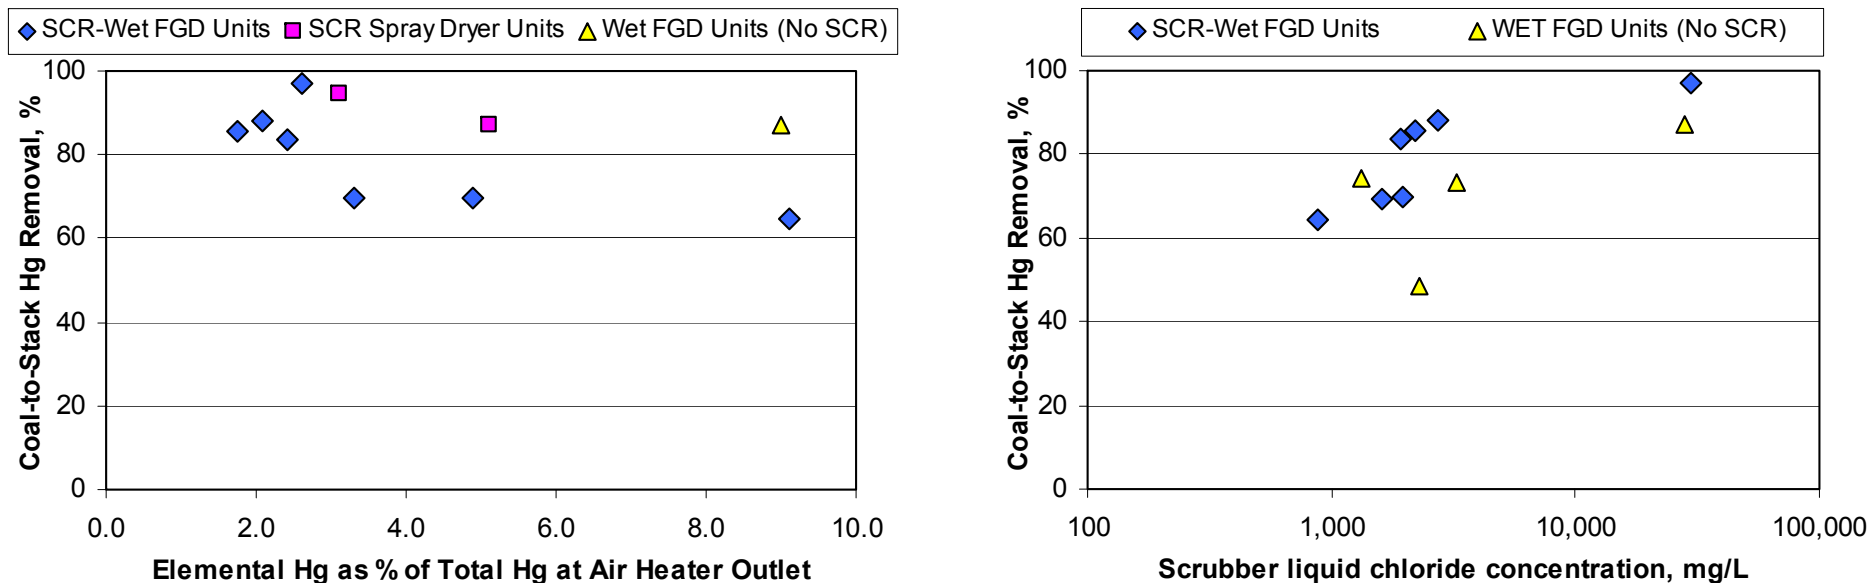 SCR-Wet FGD Units SCR Spray Dryer Units Wet FGD Units (No SCR)
100
80
60
40
20
0
Coal-to-Stack Hg Removal, %
0.0 2.0 4.0 6.0 8.0 10.0
Elemental Hg as % of Total Hg at Air Heater Outlet
SCR-Wet FGD Units WET FGD Units (No SCR)
100
80
60
40
20
0
Coal-to-Stack Hg Removal, %
100 1,000 10,000 100,000
Scrubber liquid chloride concentration, mg/L